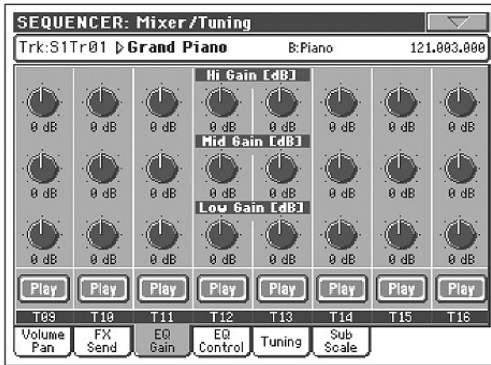 SEQUENCER: Mixer/Tuning
Trk:S1Tr01 Grand Piano B:Piano 121.003.000
Hi Gain [dB]
0 dB 0 dB 0 dB 0 dB 0 dB 0 dB 0 dB 0 dB
Mid Gain [dB]
0 dB 0 dB 0 dB 0 dB 0 dB 0 dB 0 dB 0 dB
Low Gain [dB]
0 dB 0 dB 0 dB 0 dB 0 dB 0 dB 0 dB 0 dB
Play Play Play Play Play Play Play Play
T09 T10 T11 T12 T13 T14 T15 T16
Volume Pan FX Send EQ Gain EQ Control Tuning Sub Scale